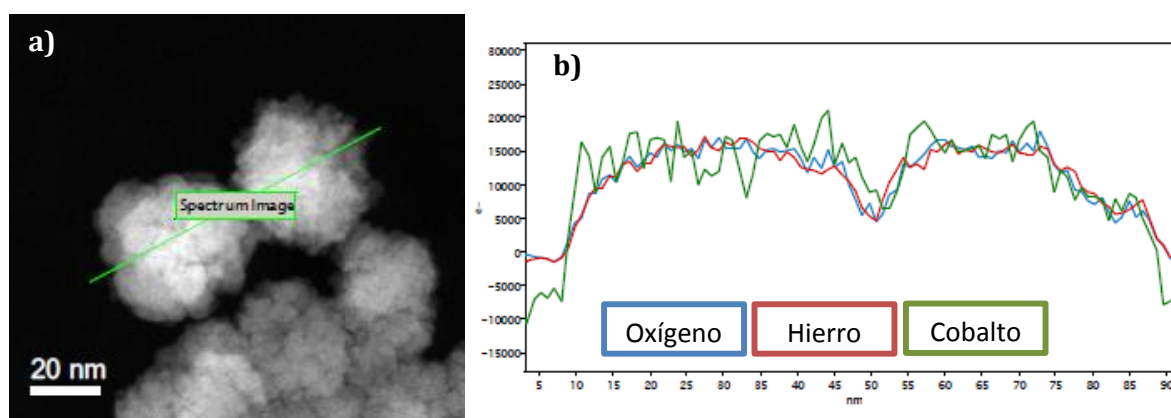 a)
Spectrum Image
20 nm
b)
30000
25000
20000
15000
10000
5000
0
−5000
−10000
−15000
e-
Oxígeno
Hierro
Cobalto
5 10 15 20 25 30 35 40 45 50 55 60 65 70 75 80 85 90
nm